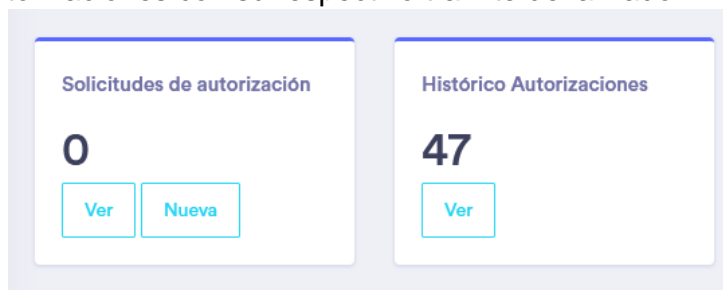 Solicitudes de autorización
0
Ver
Nueva
Histórico Autorizaciones
47
Ver